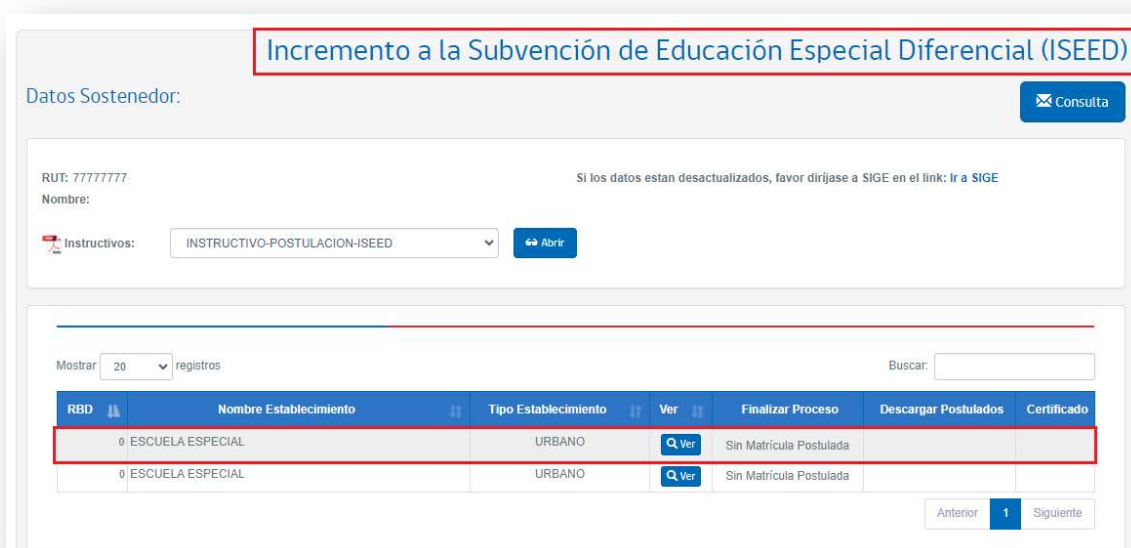 Incremento a la Subvención de Educación Especial Diferencial (ISEED)
Datos Sostenedor:
Consulta
RUT: 77777777
Si los datos estan desactualizados, favor diríjase a SIGE en el link: Ir a SIGE
Nombre:
Instructivos: INSTRUCTIVO-POSTULACION-ISEED Abrir
Mostrar 20 registros Buscar:
RBD Nombre Establecimiento Tipo Establecimiento Ver Finalizar Proceso Descargar Postulados Certificado
0 ESCUELA ESPECIAL URBANO Ver Sin Matrícula Postulada
0 ESCUELA ESPECIAL URBANO Ver Sin Matrícula Postulada
Anterior 1 Siguiente